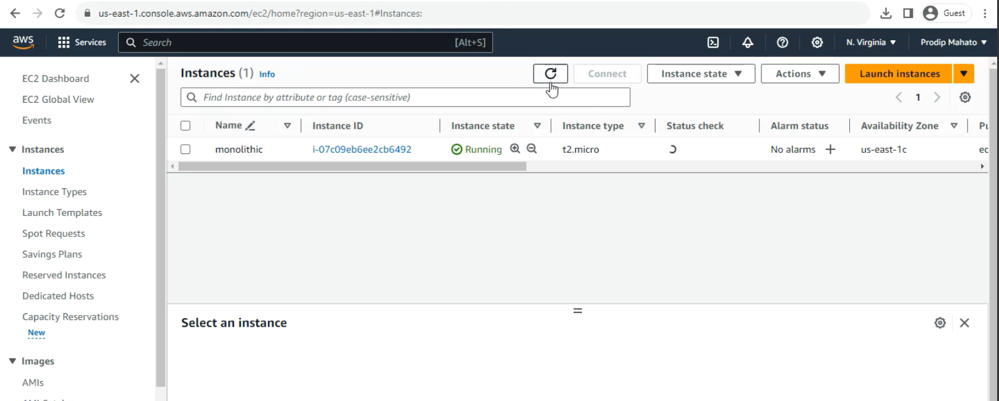 us-east-1.console.aws.amazon.com/ec2/home?region=us-east-1#Instances:
Guest
aws
Services
Search
[Alt+S]
N. Virginia
Prodip Mahato
EC2 Dashboard
EC2 Global View
Events
Instances
Instances
Instance Types
Launch Templates
Spot Requests
Savings Plans
Reserved Instances
Dedicated Hosts
Capacity Reservations
New
Images
AMIs
Instances (1) Info
Connect
Instance state
Actions
Launch instances
Find Instance by attribute or tag (case-sensitive)
1
Name Instance ID Instance state Instance type Status check Alarm status Availability Zone
monolithic i-07c09eb6ee2cb6492 Running t2.micro No alarms us-east-1c
Select an instance